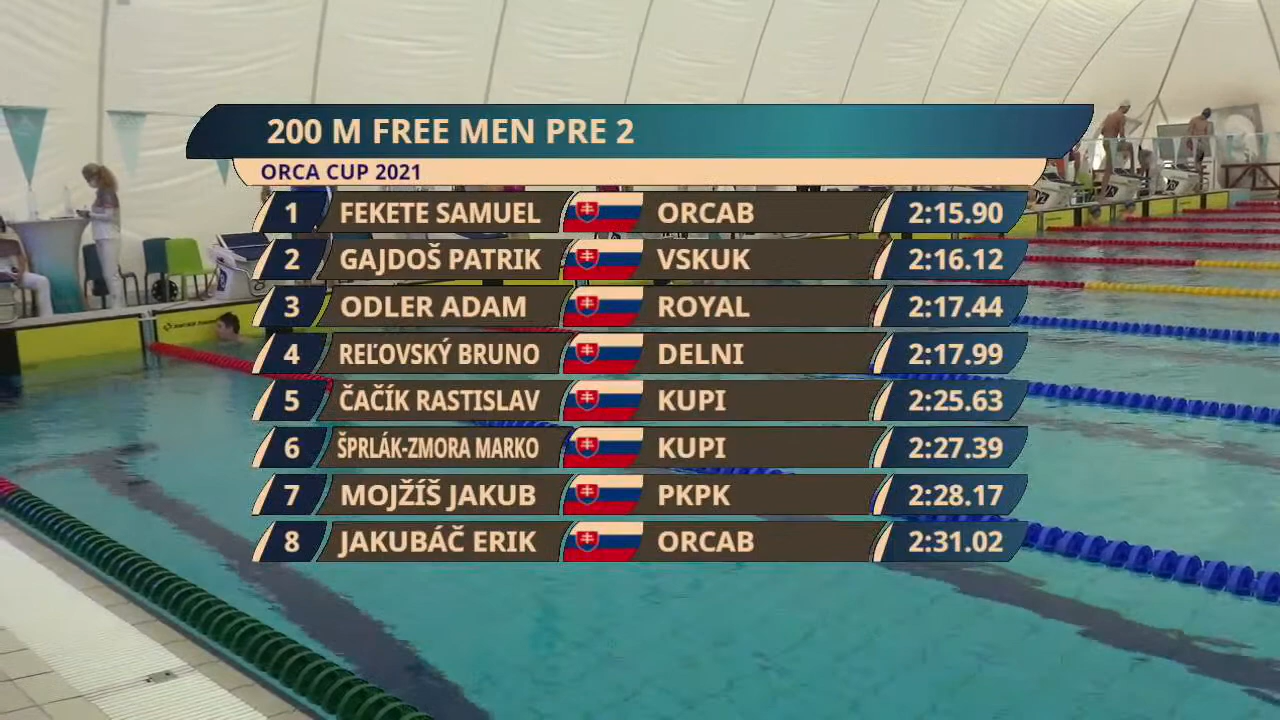 200 M FREE MEN PRE 2
ORCA CUP 2021
1 FEKETE SAMUEL ORCAB 2:15.90
2 GAJDOŠ PATRIK VSKUK 2:16.12
3 ODLER ADAM ROYAL 2:17.44
4 REĽOVSKÝ BRUNO DELNI 2:17.99
5 ČAČÍK RASTISLAV KUPI 2:25.63
6 ŠPRLÁK-ZMORA MARKO KUPI 2:27.39
7 MOJŽÍŠ JAKUB PKPK 2:28.17
8 JAKUBÁČ ERIK ORCAB 2:31.02